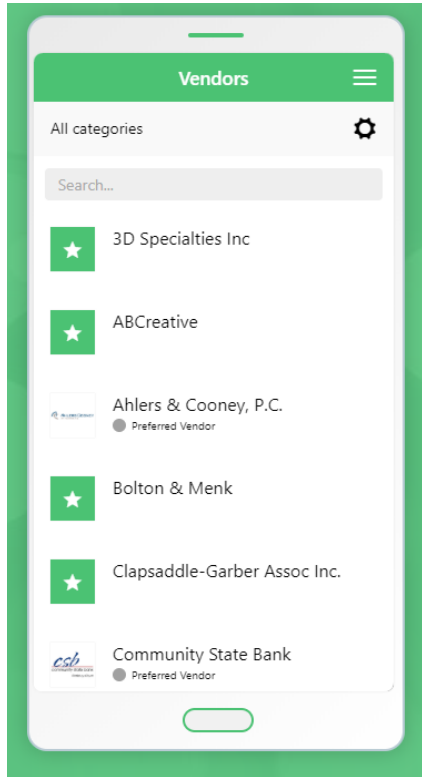 Vendors
All categories
Search...
3D Specialties Inc
ABCreative
Ahlers & Cooney, P.C.
Preferred Vendor
Bolton & Menk
Clapsaddle-Garber Assoc Inc.
Community State Bank
Preferred Vendor
csb